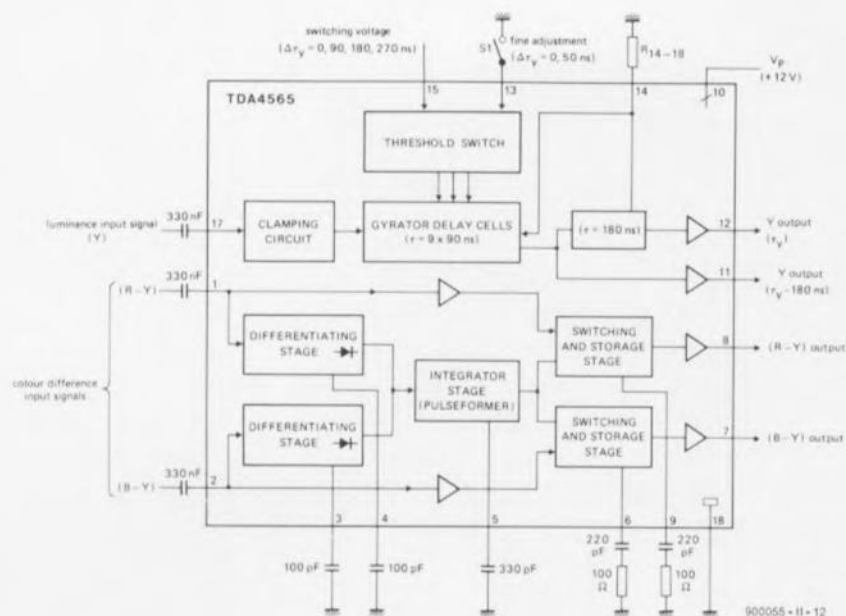 switching voltage
(Δτy = 0, 90, 180, 270 ns)
S1
fine adjustment
(Δτy = 0, 50 ns)
R14-18
VP
(+12 V)
15
13
14
10
TDA4565
THRESHOLD SWITCH
luminance input signal
(Y)
330 nF
17
CLAMPING
CIRCUIT
GYRATOR DELAY CELLS
(τ = 9 x 90 ns)
(τ = 180 ns)
12
Y output
(τy)
11
Y output
(τy - 180 ns)
330 nF
(R-Y)
1
DIFFERENTIATING
STAGE
SWITCHING
AND STORAGE
STAGE
8
(R-Y) output
colour difference
input signals
INTEGRATOR
STAGE
(PULSEFORMER)
DIFFERENTIATING
STAGE
SWITCHING
AND STORAGE
STAGE
7
(B-Y) output
330 nF
(B-Y)
2
3
4
5
6
9
18
100 pF
100 pF
330 pF
220
pF
220
pF
100
Ω
100
Ω
900055 - II - 12